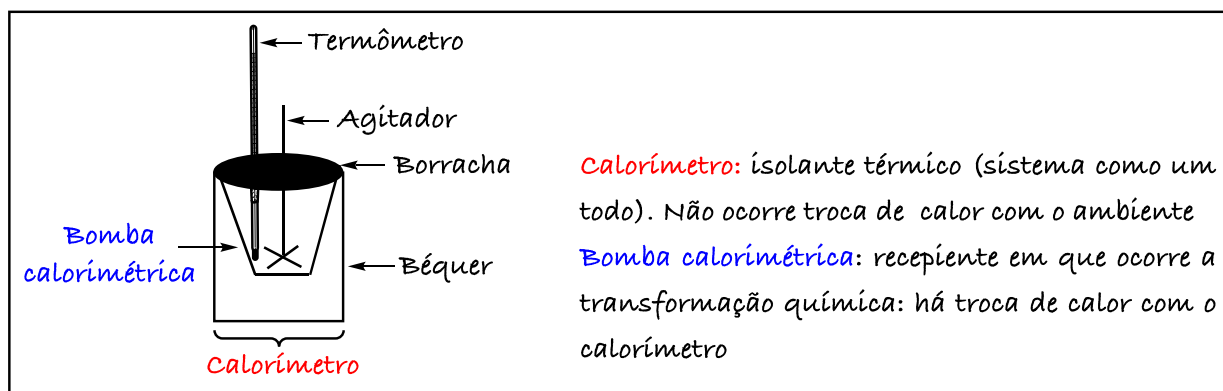 Termômetro
Agitador
Borracha
Bomba
calorimétrica
Béquer
Calorímetro
Calorímetro: isolante térmico (sistema como um
todo). Não ocorre troca de calor com o ambiente
Bomba calorimétrica: recepiente em que ocorre a
transformação química: há troca de calor com o
calorímetro